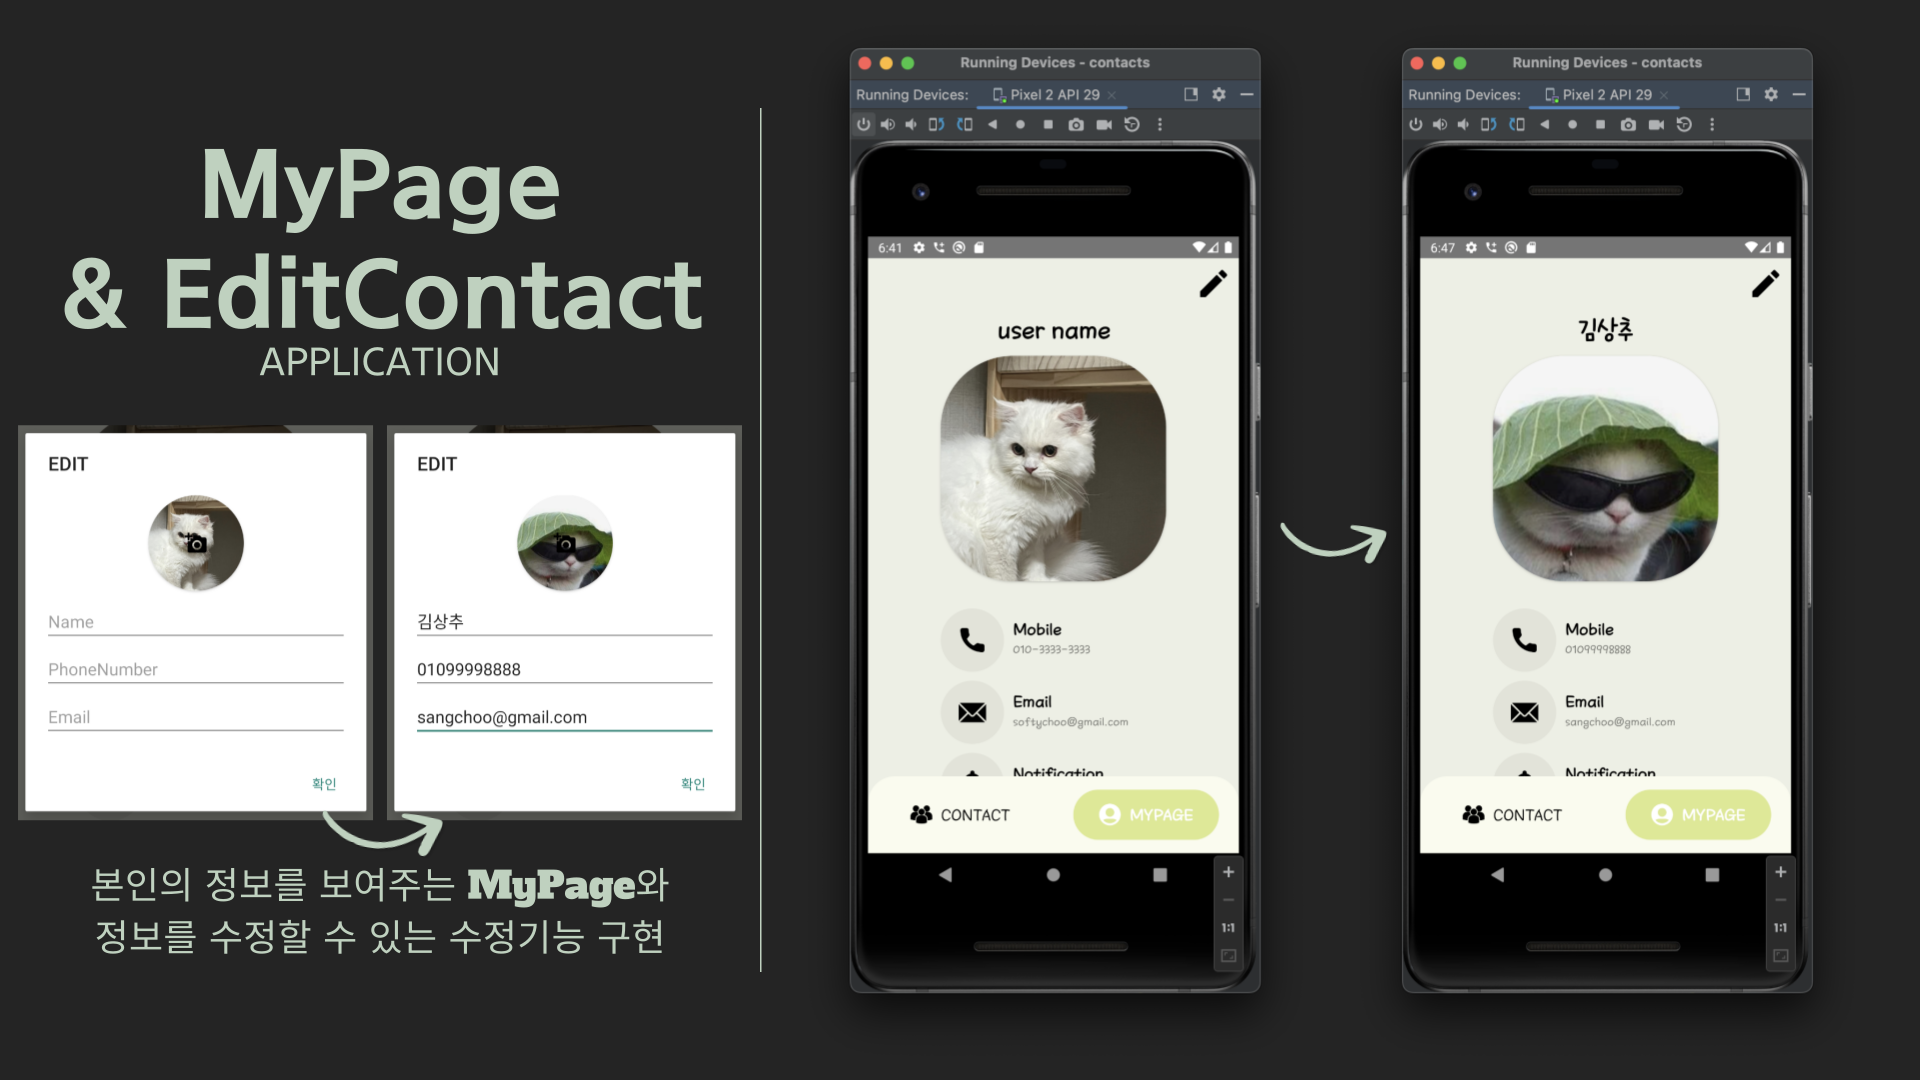 MyPage
& EditContact
APPLICATION
EDIT
Name
PhoneNumber
Email
확인
EDIT
김상추
01099998888
sangchoo@gmail.com
확인
본인의 정보를 보여주는 MyPage와
정보를 수정할 수 있는 수정기능 구현
Running Devices - contacts
Running Devices: Pixel 2 API 29
6:41
user name
Mobile
010-3333-3333
Email
softychoo@gmail.com
Notification
CONTACT MYPAGE
1:1
Running Devices - contacts
Running Devices: Pixel 2 API 29
6:47
김상추
Mobile
01099998888
Email
sangchoo@gmail.com
Notification
CONTACT MYPAGE
1:1